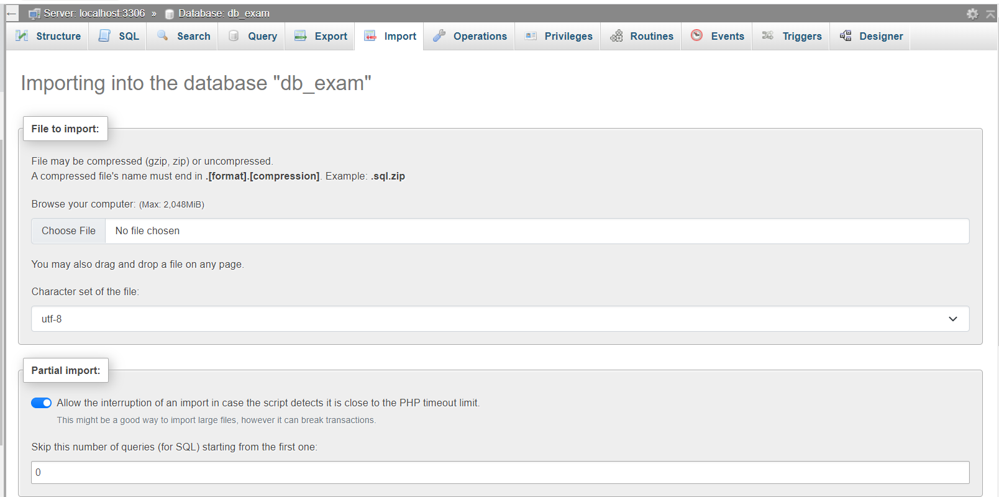 Server: localhost:3306 » Database: db_exam
Structure SQL Search Query Export Import Operations Privileges Routines Events Triggers Designer
Importing into the database "db_exam"
File to import:
File may be compressed (gzip, zip) or uncompressed.
A compressed file's name must end in .[format].[compression]. Example: .sql.zip
Browse your computer: (Max: 2,048MiB)
Choose File No file chosen
You may also drag and drop a file on any page.
Character set of the file:
utf-8
Partial import:
Allow the interruption of an import in case the script detects it is close to the PHP timeout limit.
This might be a good way to import large files, however it can break transactions.
Skip this number of queries (for SQL) starting from the first one:
0